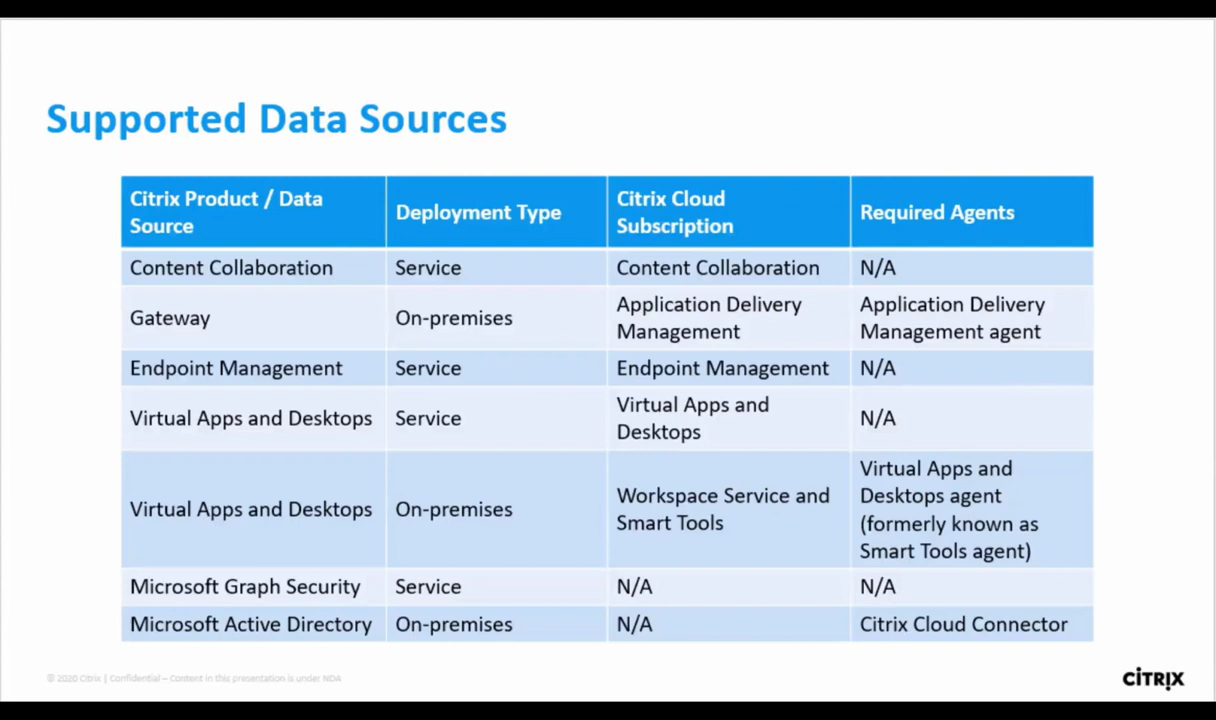 Supported Data Sources
Citrix Product / Data
Source
Deployment Type
Citrix Cloud
Subscription
Required Agents
Content Collaboration
Service
Content Collaboration
N/A
Gateway
On-premises
Application Delivery
Management
Application Delivery
Management agent
Endpoint Management
Service
Endpoint Management
N/A
Virtual Apps and Desktops
Service
Virtual Apps and
Desktops
N/A
Virtual Apps and Desktops
On-premises
Workspace Service and
Smart Tools
Virtual Apps and
Desktops agent
(formerly known as
Smart Tools agent)
Microsoft Graph Security
Service
N/A
N/A
Microsoft Active Directory
On-premises
N/A
Citrix Cloud Connector
© 2020 Citrix | Confidential – Content in this presentation is under NDA
CİTRIX